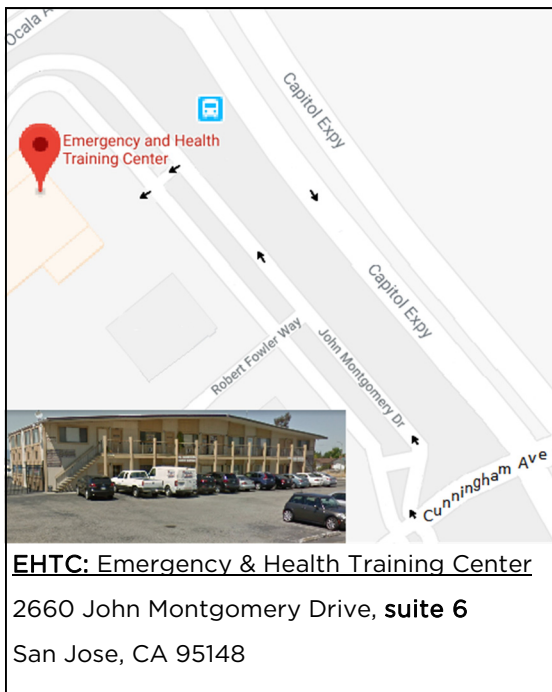 Ocala A
Capitol Expy
Emergency and Health
Training Center
Capitol Expy
Robert Fowler Way
John Montgomery Dr
Cunningham Ave
EHTC: Emergency & Health Training Center
2660 John Montgomery Drive, suite 6
San Jose, CA 95148